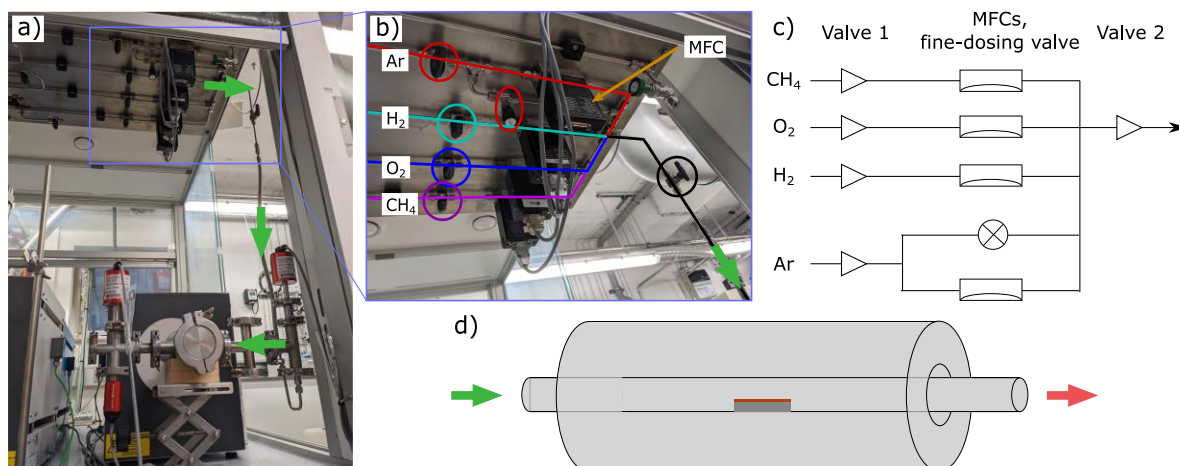 a)
b)
Ar
H₂
O₂
CH₄
MFC
c)
Valve 1
MFCs,
fine-dosing valve
Valve 2
CH₄
O₂
H₂
Ar
d)